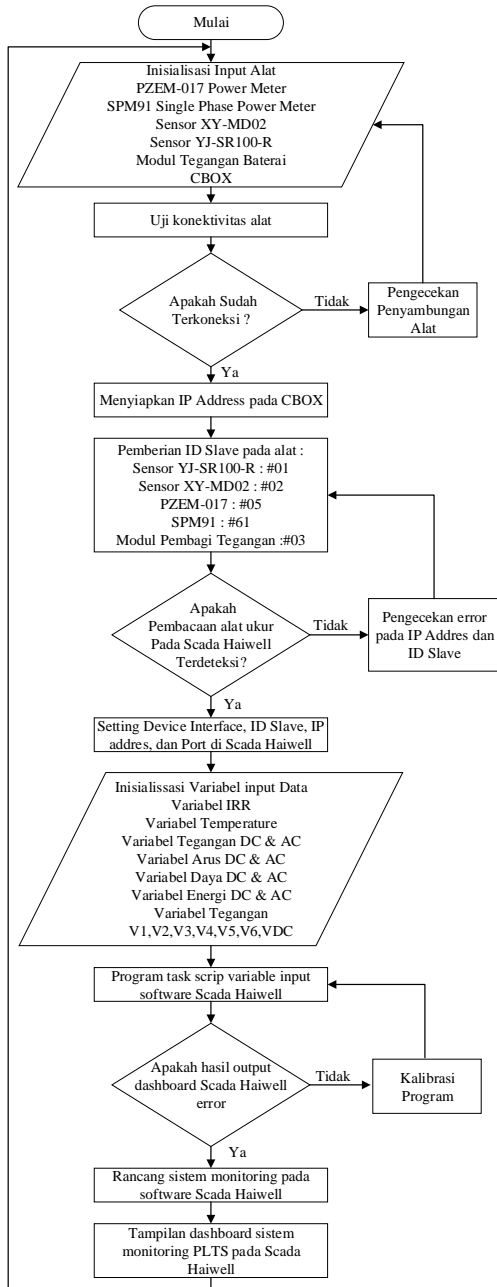 Mulai
Inisialisasi Input Alat
PZEM-017 Power Meter
SPM91 Single Phase Power Meter
Sensor XY-MD02
Sensor YJ-SR100-R
Modul Tegangan Baterai
CBOX
Uji konektivitas alat
Apakah Sudah
Terkoneksi ?
Tidak
Pengecekan
Penyambungan
Alat
Ya
Menyiapkan IP Address pada CBOX
Pemberian ID Slave pada alat :
Sensor YJ-SR100-R : #01
Sensor XY-MD02 : #02
PZEM-017 : #05
SPM91 : #61
Modul Pembagi Tegangan :#03
Apakah
Pembacaan alat ukur
Pada Scada Haiwell
Terdeteksi?
Tidak
Pengecekan error
pada IP Addres dan
ID Slave
Ya
Setting Device Interface, ID Slave, IP
addres, dan Port di Scada Haiwell
Inisialissasi Variabel input Data
Variabel IRR
Variabel Temperature
Variabel Tegangan DC & AC
Variabel Arus DC & AC
Variabel Daya DC & AC
Variabel Energi DC & AC
Variabel Tegangan
V1,V2,V3,V4,V5,V6,VDC
Program task scrip variable input
software Scada Haiwell
Apakah hasil output
dashboard Scada Haiwell
error
Tidak
Kalibrasi
Program
Ya
Rancang sistem monitoring pada
software Scada Haiwell
Tampilan dashboard sistem
monitoring PLTS pada Scada
Haiwell